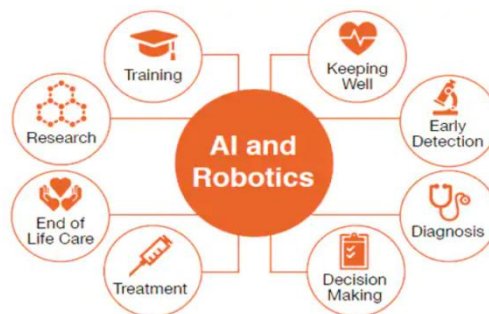 Training
Keeping
Well
Research
AI and
Robotics
Early
Detection
End of
Life Care
Diagnosis
Treatment
Decision
Making